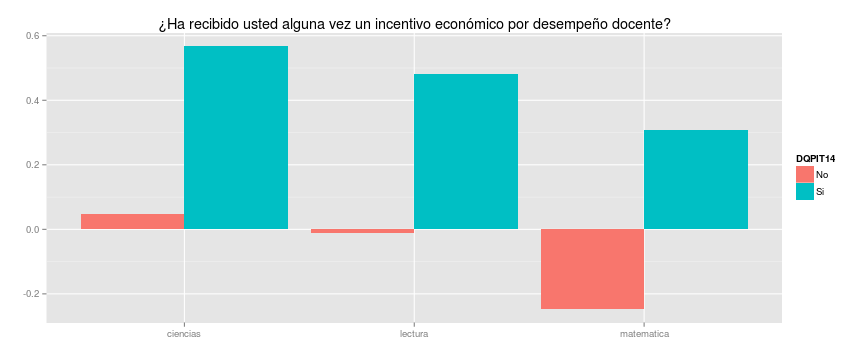 ¿Ha recibido usted alguna vez un incentivo económico por desempeño docente?
0.6
0.4
0.2
0.0
-0.2
ciencias lectura matematica
DQPIT14
No
Si